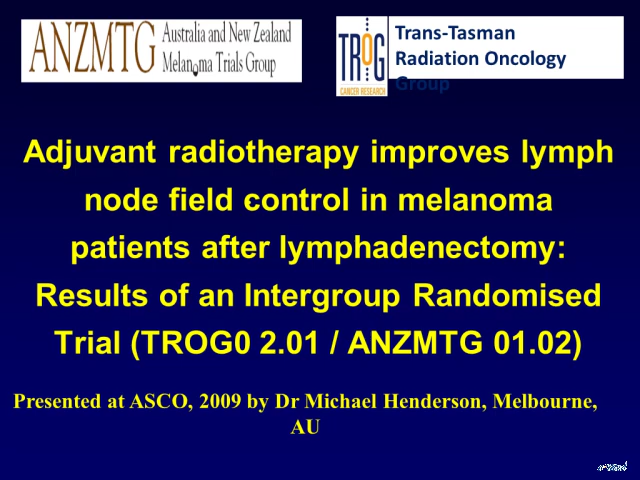 ANZMTG
Australia and New Zealand
Melanoma Trials Group
TROG
CANCER RESEARCH
Trans-Tasman
Radiation Oncology
Group
Adjuvant radiotherapy improves lymph
node field control in melanoma
patients after lymphadenectomy:
Results of an Intergroup Randomised
Trial (TROG0 2.01 / ANZMTG 01.02)
Presented at ASCO, 2009 by Dr Michael Henderson, Melbourne,
AU